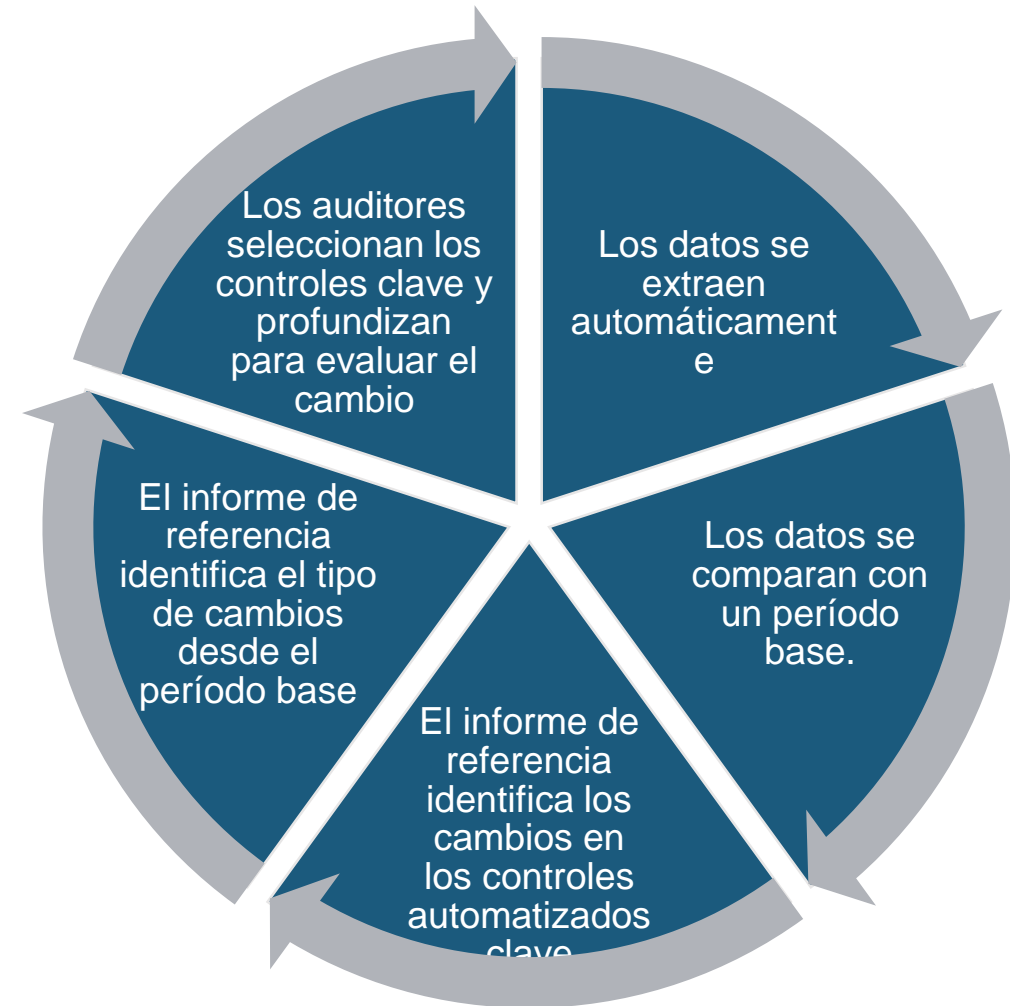 Los datos se
extraen
automáticament
e
Los datos se
comparan con
un período
base.
El informe de
referencia
identifica los
cambios en
los controles
automatizados
clave
El informe de
referencia
identifica el tipo
de cambios
desde el
período base
Los auditores
seleccionan los
controles clave y
profundizan
para evaluar el
cambio